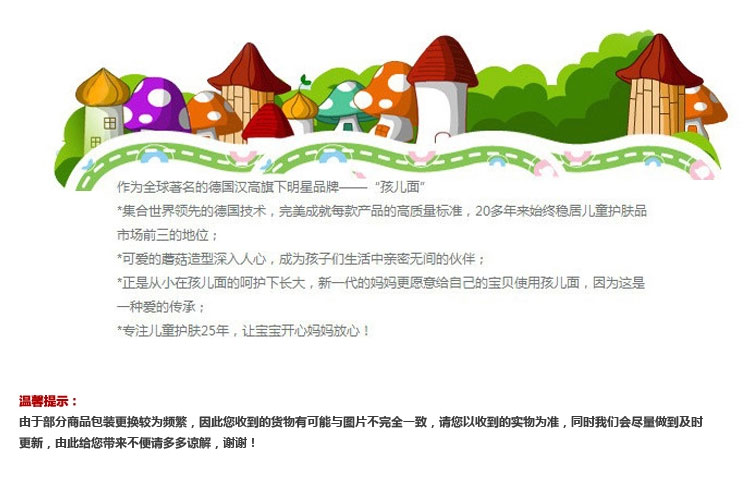 作为全球著名的德国汉高旗下明星品牌——“孩儿面”
*集合世界领先的德国技术，完美成就每款产品的高质量标准，20多年来始终稳居儿童护肤品
市场前三的地位；
*可爱的蘑菇造型深入人心，成为孩子们生活中亲密无间的伙伴；
*正是从小在孩儿面的呵护下长大，新一代的妈妈更愿意给自己的宝贝使用孩儿面，因为这是
一种爱的传承；
*专注儿童护肤25年，让宝宝开心妈妈放心！
温馨提示：
由于部分商品包装更换较为频繁，因此您收到的货物有可能与图片不完全一致，请您以收到的实物为准，同时我们会尽量做到及时
更新，由此给您带来不便请多多谅解，谢谢！